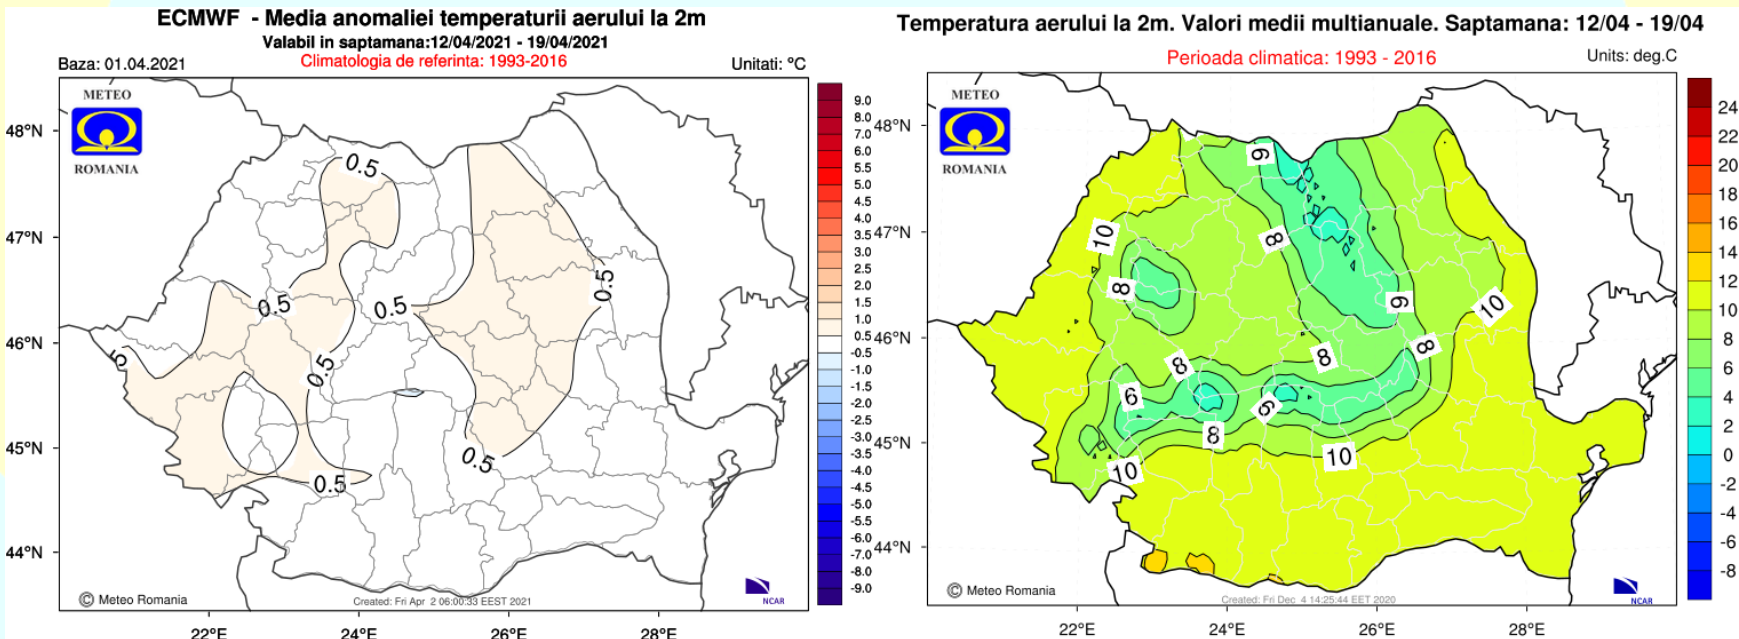 ECMWF - Media anomaliei temperaturii aerului la 2m
Valabil in saptamana:12/04/2021 - 19/04/2021
Climatologia de referinta: 1993-2016
Baza: 01.04.2021
Unitati: °C
METEO
ROMANIA
48°N
47°N
46°N
45°N
44°N
22°E
24°E
26°E
28°E
0.5
0.5
0.5
0.5
5
0.5
0.5
0.5
9.0
8.0
7.0
6.0
5.5
5.0
4.5
4.0
3.5
3.0
2.5
2.0
1.5
1.0
0.5
-0.5
-1.0
-1.5
-2.0
-2.5
-3.0
-3.5
-4.0
-4.5
-5.0
-5.5
-6.0
-7.0
-8.0
-9.0
© Meteo Romania
Created: Fri Apr 2 06:00:33 EEST 2021
NCAR
Temperatura aerului la 2m. Valori medii multianuale. Saptamana: 12/04 - 19/04
Perioada climatica: 1993 - 2016
Units: deg.C
METEO
ROMANIA
48°N
47°N
46°N
45°N
44°N
22°E
24°E
26°E
28°E
6
10
8
8
6
10
8
8
8
6
6
8
10
10
24
22
20
18
16
14
12
10
8
6
4
2
0
-2
-4
-6
-8
© Meteo Romania
Created: Fri Dec 4 14:25:44 EET 2020
NCAR